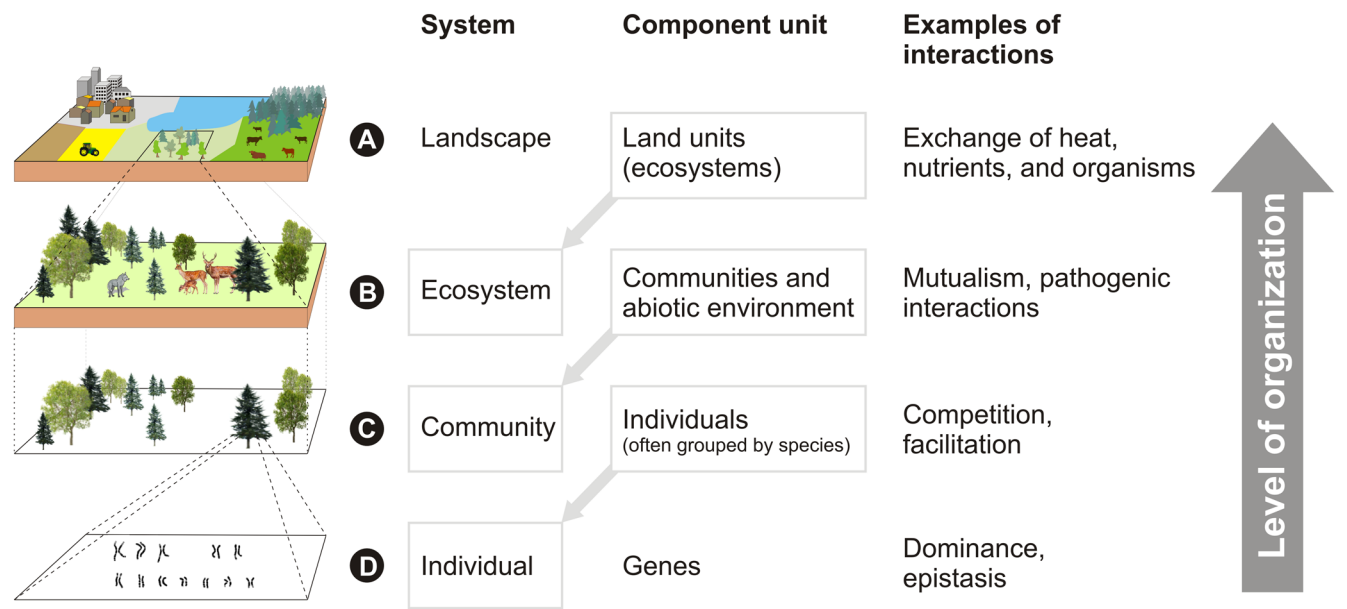 System
Component unit
Examples of
interactions
A
Landscape
Land units
(ecosystems)
Exchange of heat,
nutrients, and organisms
B
Ecosystem
Communities and
abiotic environment
Mutualism, pathogenic
interactions
C
Community
Individuals
(often grouped by species)
Competition,
facilitation
D
Individual
Genes
Dominance,
epistasis
Level of organization